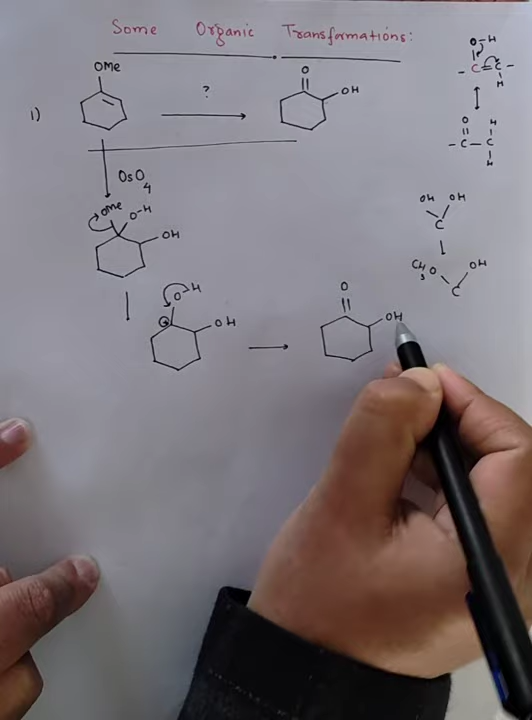 Some Organic Transformations:
1)
OMe
?
O
OH
OsO4
OMe
O-H
OH
O
H
OH
O
OH
O-H
- C = C -
H
O
H
- C - C -
H
OH OH
C
CH3O
OH
C